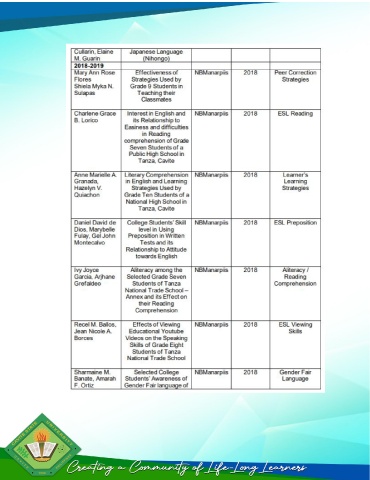 Cullarin, Elaine M. Guarin | Japanese Language (Nihongo)
2018-2019
Mary Ann Rose Flores Shiela Myka N. Sulapas | Effectiveness of Strategies Used by Grade 9 Students in Teaching their Classmates | NBManarpiis | 2018 | Peer Correction Strategies
Charlene Grace B. Lorico | Interest in English and its Relationship to Easiness and difficulties in Reading comprehension of Grade Seven Students of a Public High School in Tanza, Cavite | NBManarpiis | 2018 | ESL Reading
Anne Marielle A. Granada, Hazelyn V. Quiachon | Literary Comprehension in English and Learning Strategies Used by Grade Ten Students of a National High School in Tanza, Cavite | NBManarpiis | 2018 | Learner's Learning Strategies
Daniel David de Dios, Marybelle Fulay, Gel John Montecalvo | College Students' Skill level in Using Preposition in Written Tests and its Relationship to Attitude towards English | NBManarpiis | 2018 | ESL Preposition
Ivy Joyce Garcia, Arjhane Grefaldeo | Aliteracy among the Selected Grade Seven Students of Tanza National Trade School – Annex and its Effect on their Reading Comprehension | NBManarpiis | 2018 | Aliteracy / Reading Comprehension
Recel M. Ballos, Jean Nicole A. Borces | Effects of Viewing Educational Youtube Videos on the Speaking Skills of Grade Eight Students of Tanza National Trade School | NBManarpiis | 2018 | ESL Viewing Skills
Sharmaine M. Banate, Amarah F. Ortiz | Selected College Students' Awareness of Gender Fair language of | NBManarpiis | 2018 | Gender Fair Language
Creating a Community of Life-Long Learners